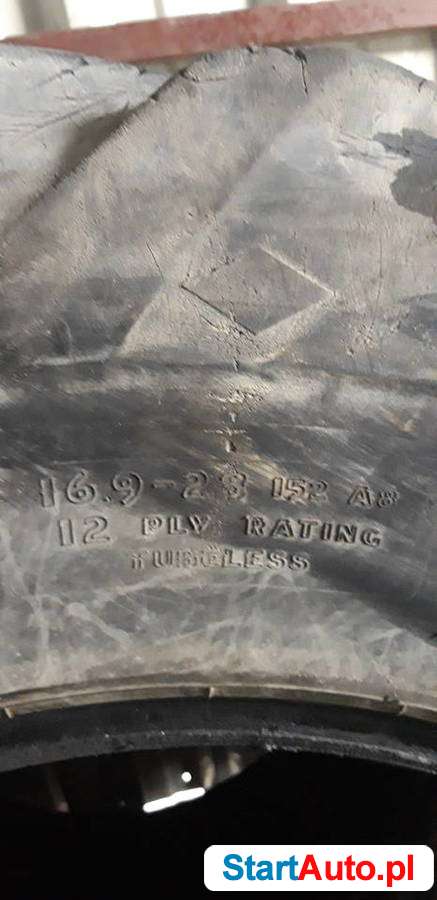 16.9-28 152 A8
12 PLY RATING
TUBELESS
StartAuto.pl